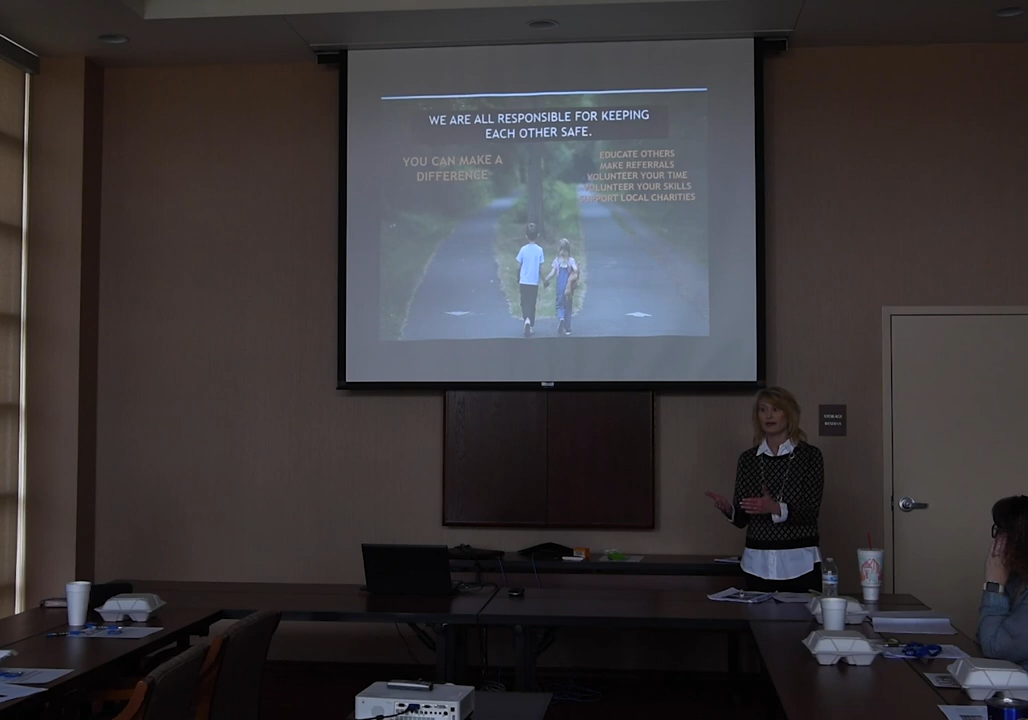 WE ARE ALL RESPONSIBLE FOR KEEPING
EACH OTHER SAFE.
YOU CAN MAKE A
DIFFERENCE
EDUCATE OTHERS
MAKE REFERRALS
VOLUNTEER YOUR TIME
VOLUNTEER YOUR SKILLS
SUPPORT LOCAL CHARITIES